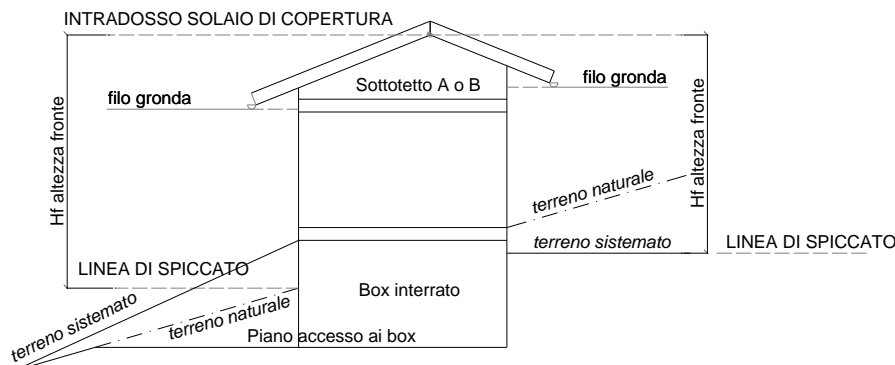 INTRADOSSO SOLAIO DI COPERTURA
Sottotetto A o B
filo gronda
filo gronda
Hf altezza fronte
Hf altezza fronte
terreno naturale
terreno sistemato
LINEA DI SPICCATO
LINEA DI SPICCATO
Box interrato
terreno sistemato
terreno naturale
Piano accesso ai box